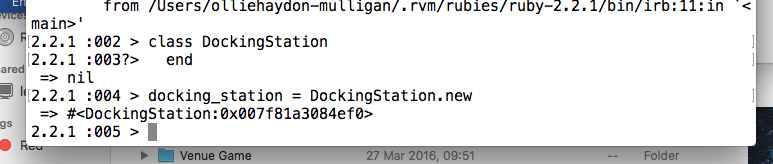 from /Users/olliehaydon-mulligan/.rvm/rubies/ruby-2.2.1/bin/irb:11:in `<
main>'
2.2.1 :002 > class DockingStation
2.2.1 :003?>   end
=> nil
2.2.1 :004 > docking_station = DockingStation.new
=> #<DockingStation:0x007f81a3084ef0>
2.2.1 :005 >
Red
Venue Game 27 Mar 2016, 09:51 -- Folder